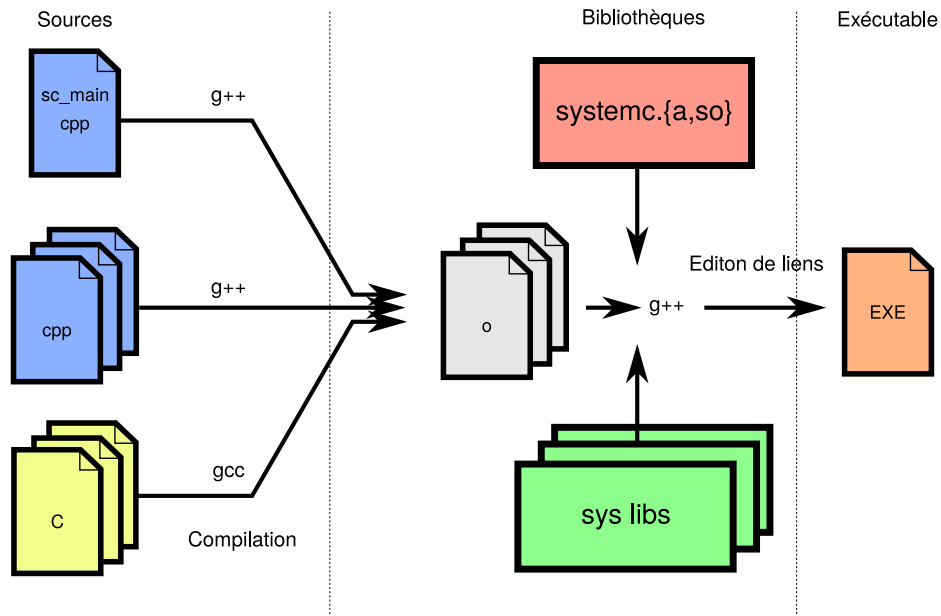 Sources
Bibliothèques
Exécutable
sc_main
cpp
g++
systemc.{a,so}
cpp
g++
o
g++
Editon de liens
EXE
C
gcc
Compilation
sys libs